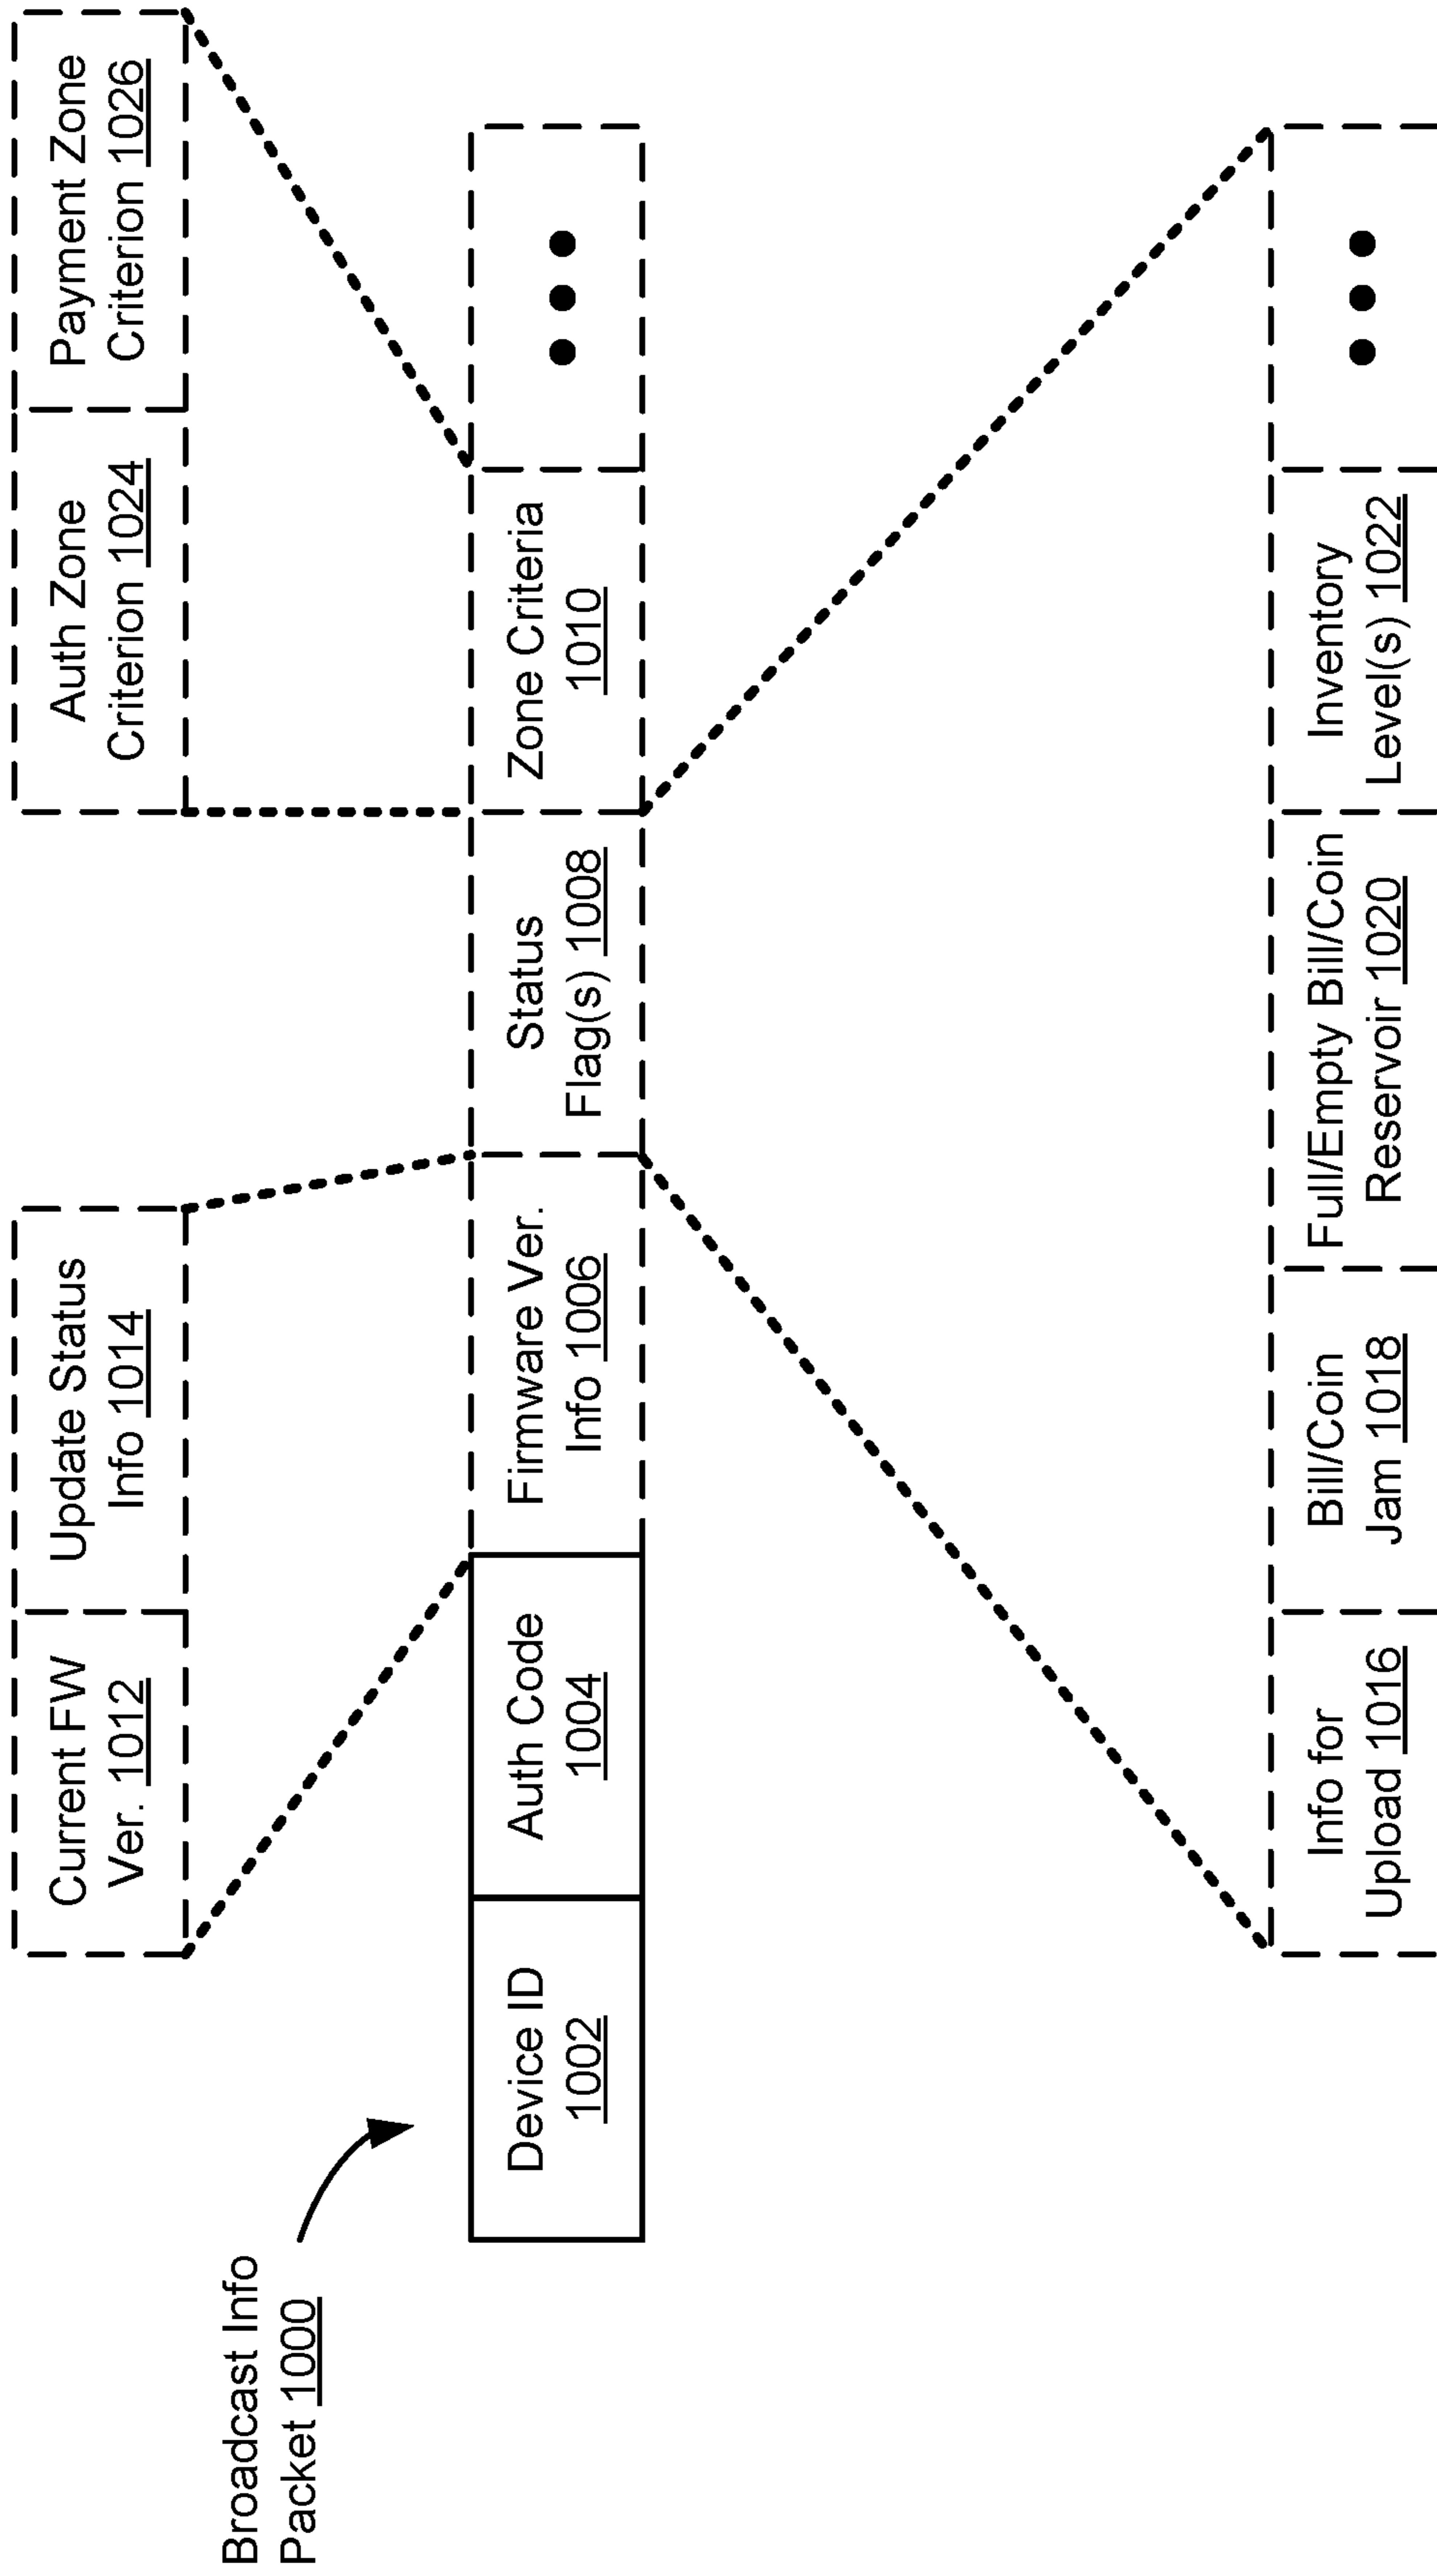 Current FW
Ver. 1012
Update Status
Info 1014
Auth Zone
Criterion 1024
Payment Zone
Criterion 1026
Broadcast Info
Packet 1000
Device ID
1002
Auth Code
1004
Firmware Ver.
Info 1006
Status
Flag(s) 1008
Zone Criteria
1010
Info for
Upload 1016
Bill/Coin
Jam 1018
Full/Empty Bill/Coin
Reservoir 1020
Inventory
Level(s) 1022